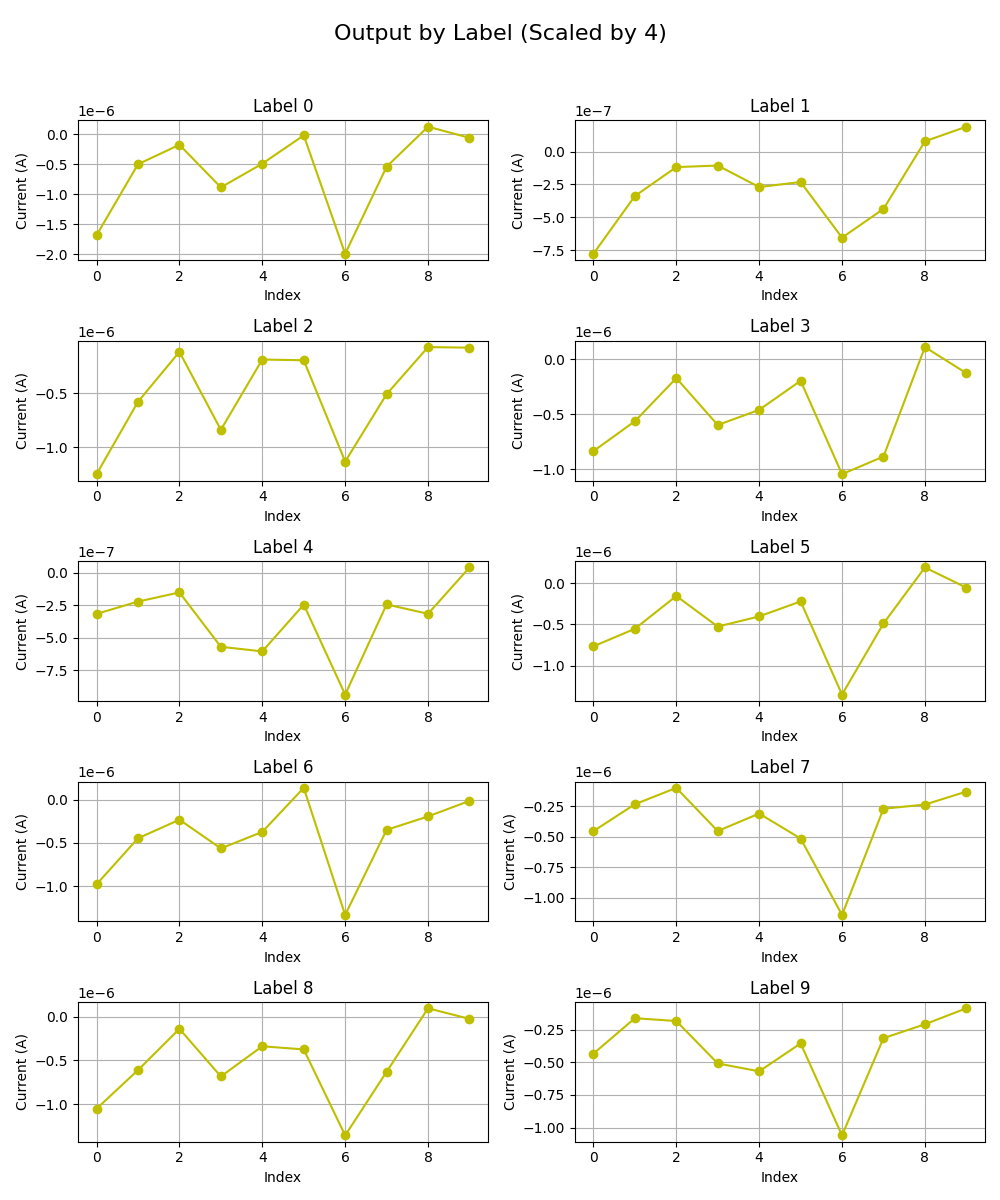 Output by Label (Scaled by 4)
Label 0
1e−6
Current (A)
0.0
−0.5
−1.0
−1.5
−2.0
0 2 4 6 8
Index
Label 1
1e−7
Current (A)
0.0
−2.5
−5.0
−7.5
0 2 4 6 8
Index
Label 2
1e−6
Current (A)
−0.5
−1.0
0 2 4 6 8
Index
Label 3
1e−6
Current (A)
0.0
−0.5
−1.0
0 2 4 6 8
Index
Label 4
1e−7
Current (A)
0.0
−2.5
−5.0
−7.5
0 2 4 6 8
Index
Label 5
1e−6
Current (A)
0.0
−0.5
−1.0
0 2 4 6 8
Index
Label 6
1e−6
Current (A)
0.0
−0.5
−1.0
0 2 4 6 8
Index
Label 7
1e−6
Current (A)
−0.25
−0.50
−0.75
−1.00
0 2 4 6 8
Index
Label 8
1e−6
Current (A)
0.0
−0.5
−1.0
0 2 4 6 8
Index
Label 9
1e−6
Current (A)
−0.25
−0.50
−0.75
−1.00
0 2 4 6 8
Index